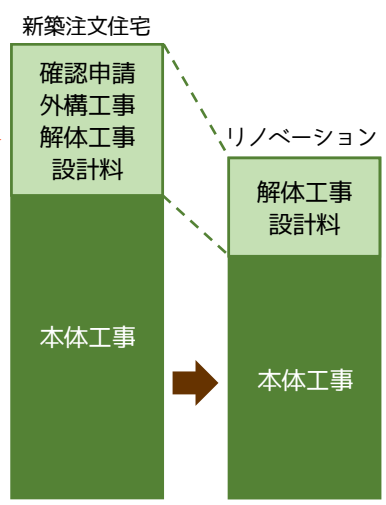 新築注文住宅
確認申請
外構工事
解体工事
設計料
本体工事
リノベーション
解体工事
設計料
本体工事